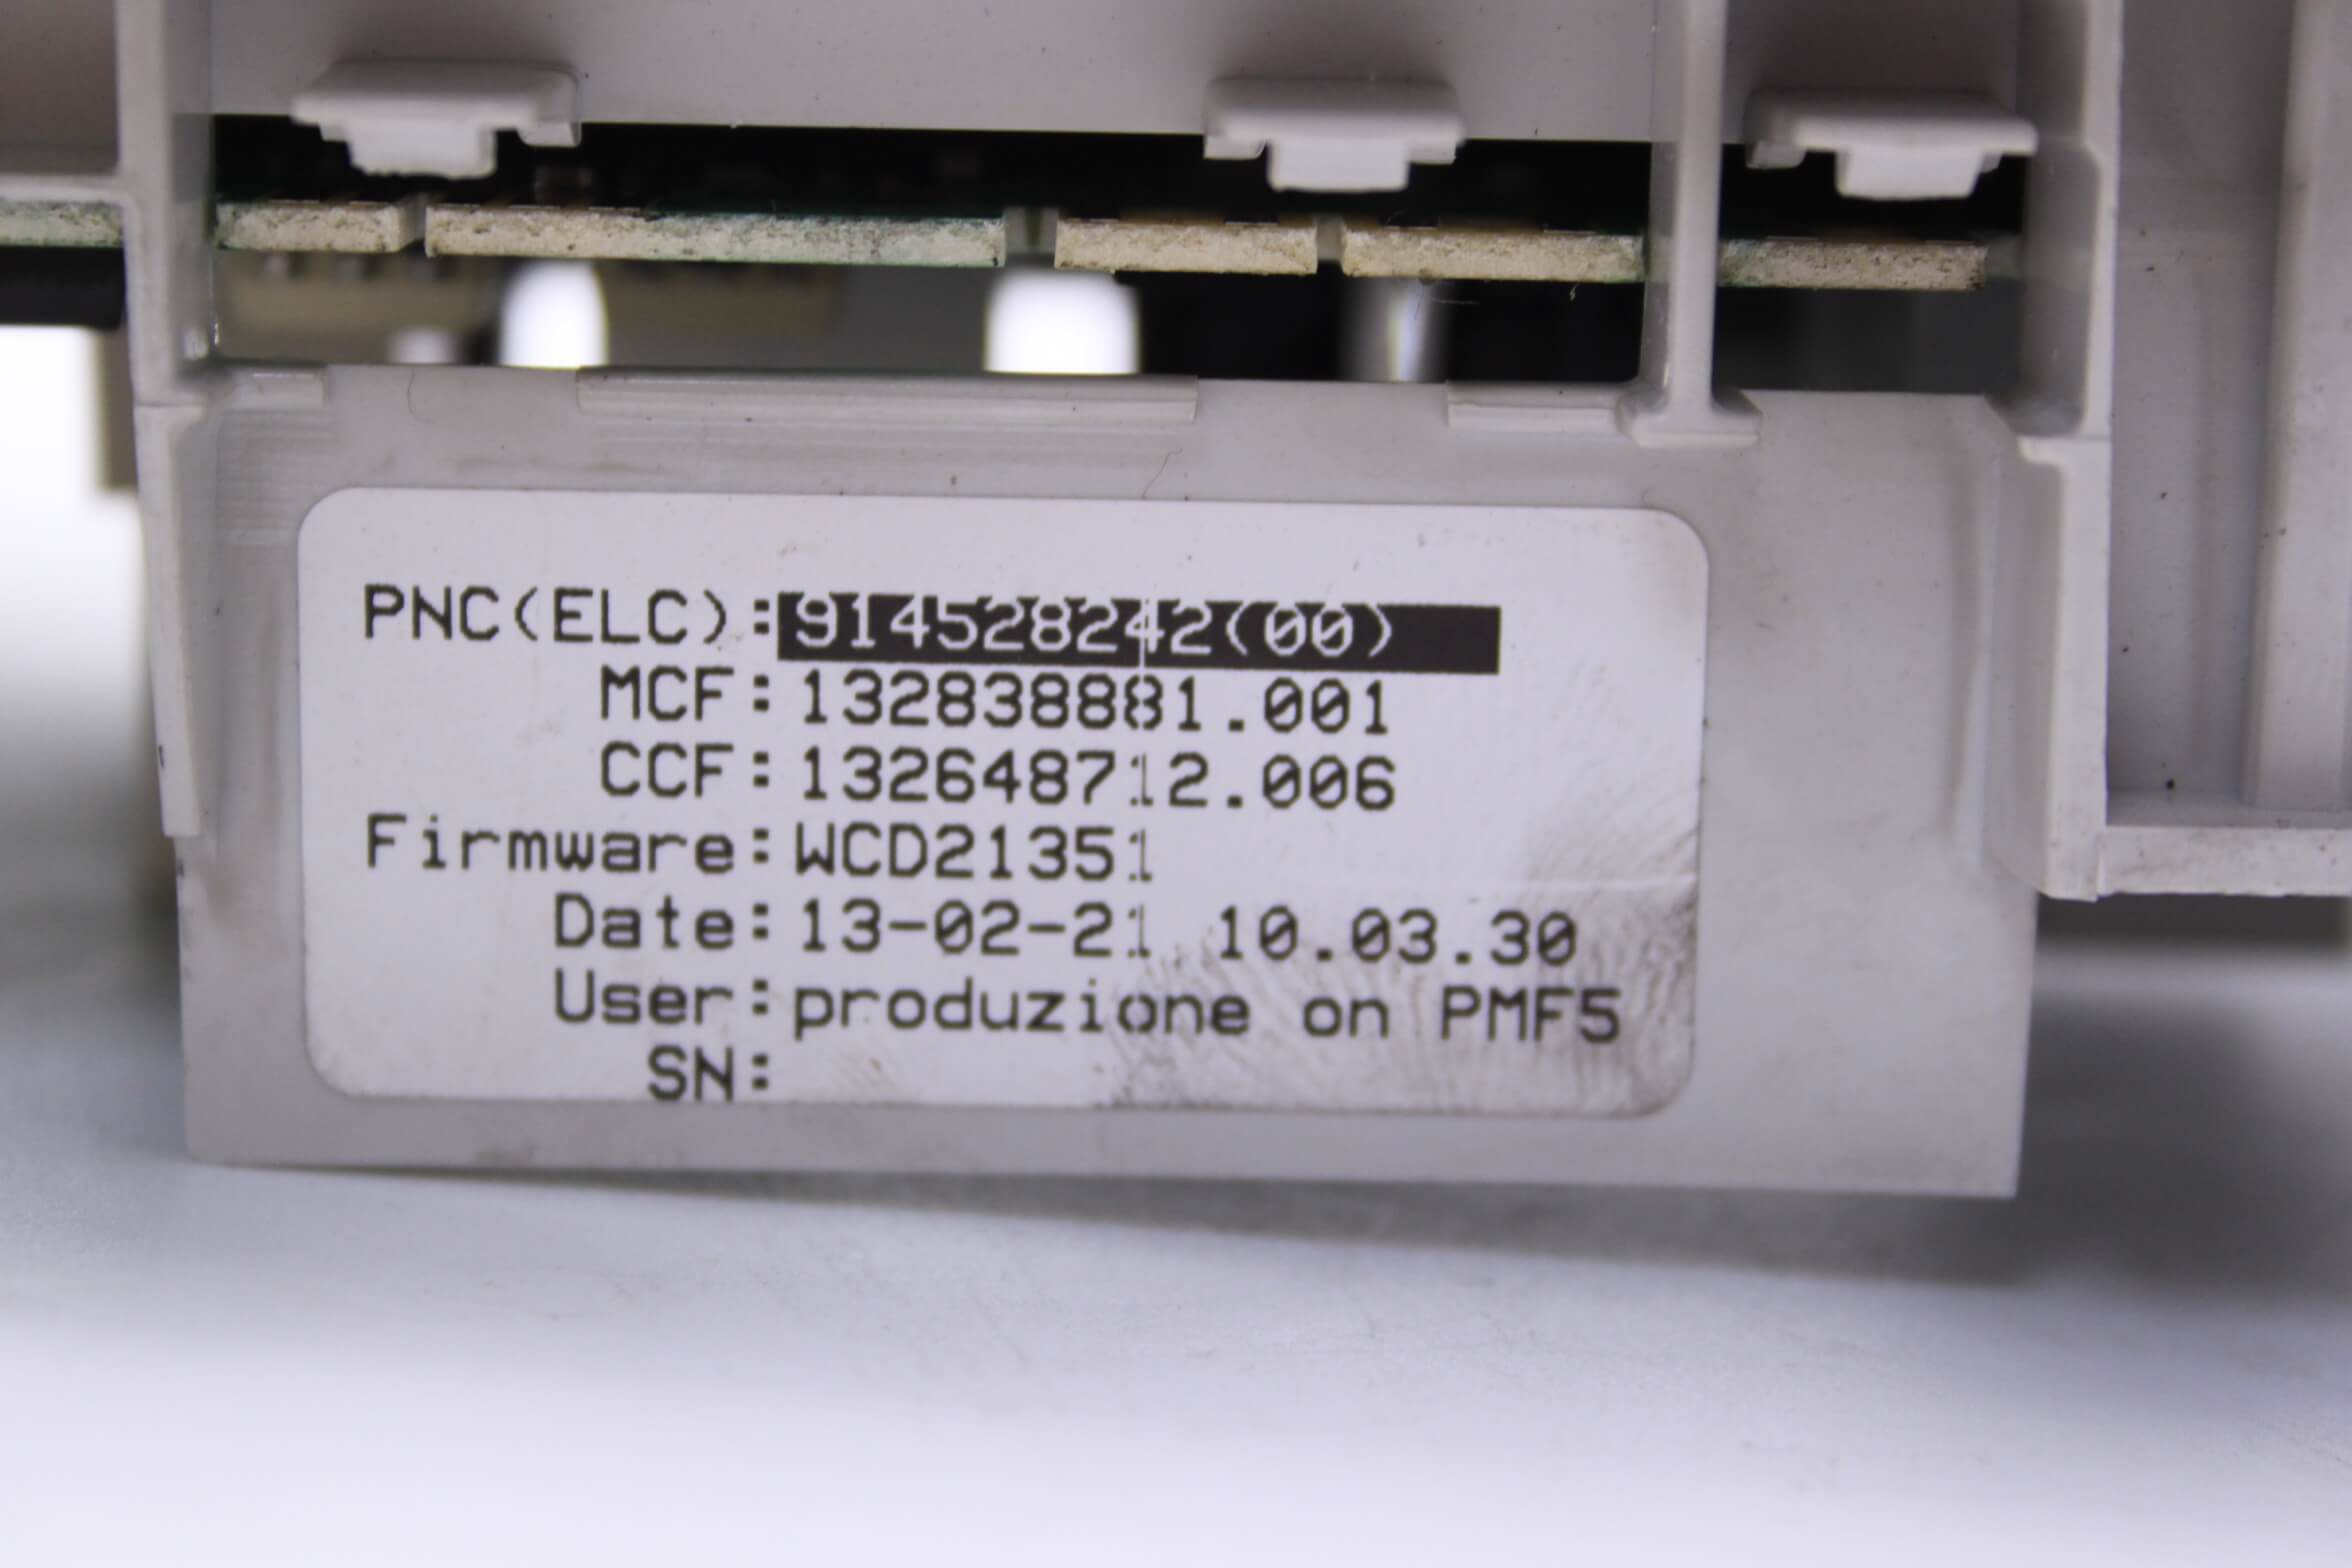 PNC(ELC):914528242(00)
MCF:132838881.001
CCF:132648712.006
Firmware:WCD21351
Date:13-02-21 10.03.30
User:produzione on PMF5
SN: